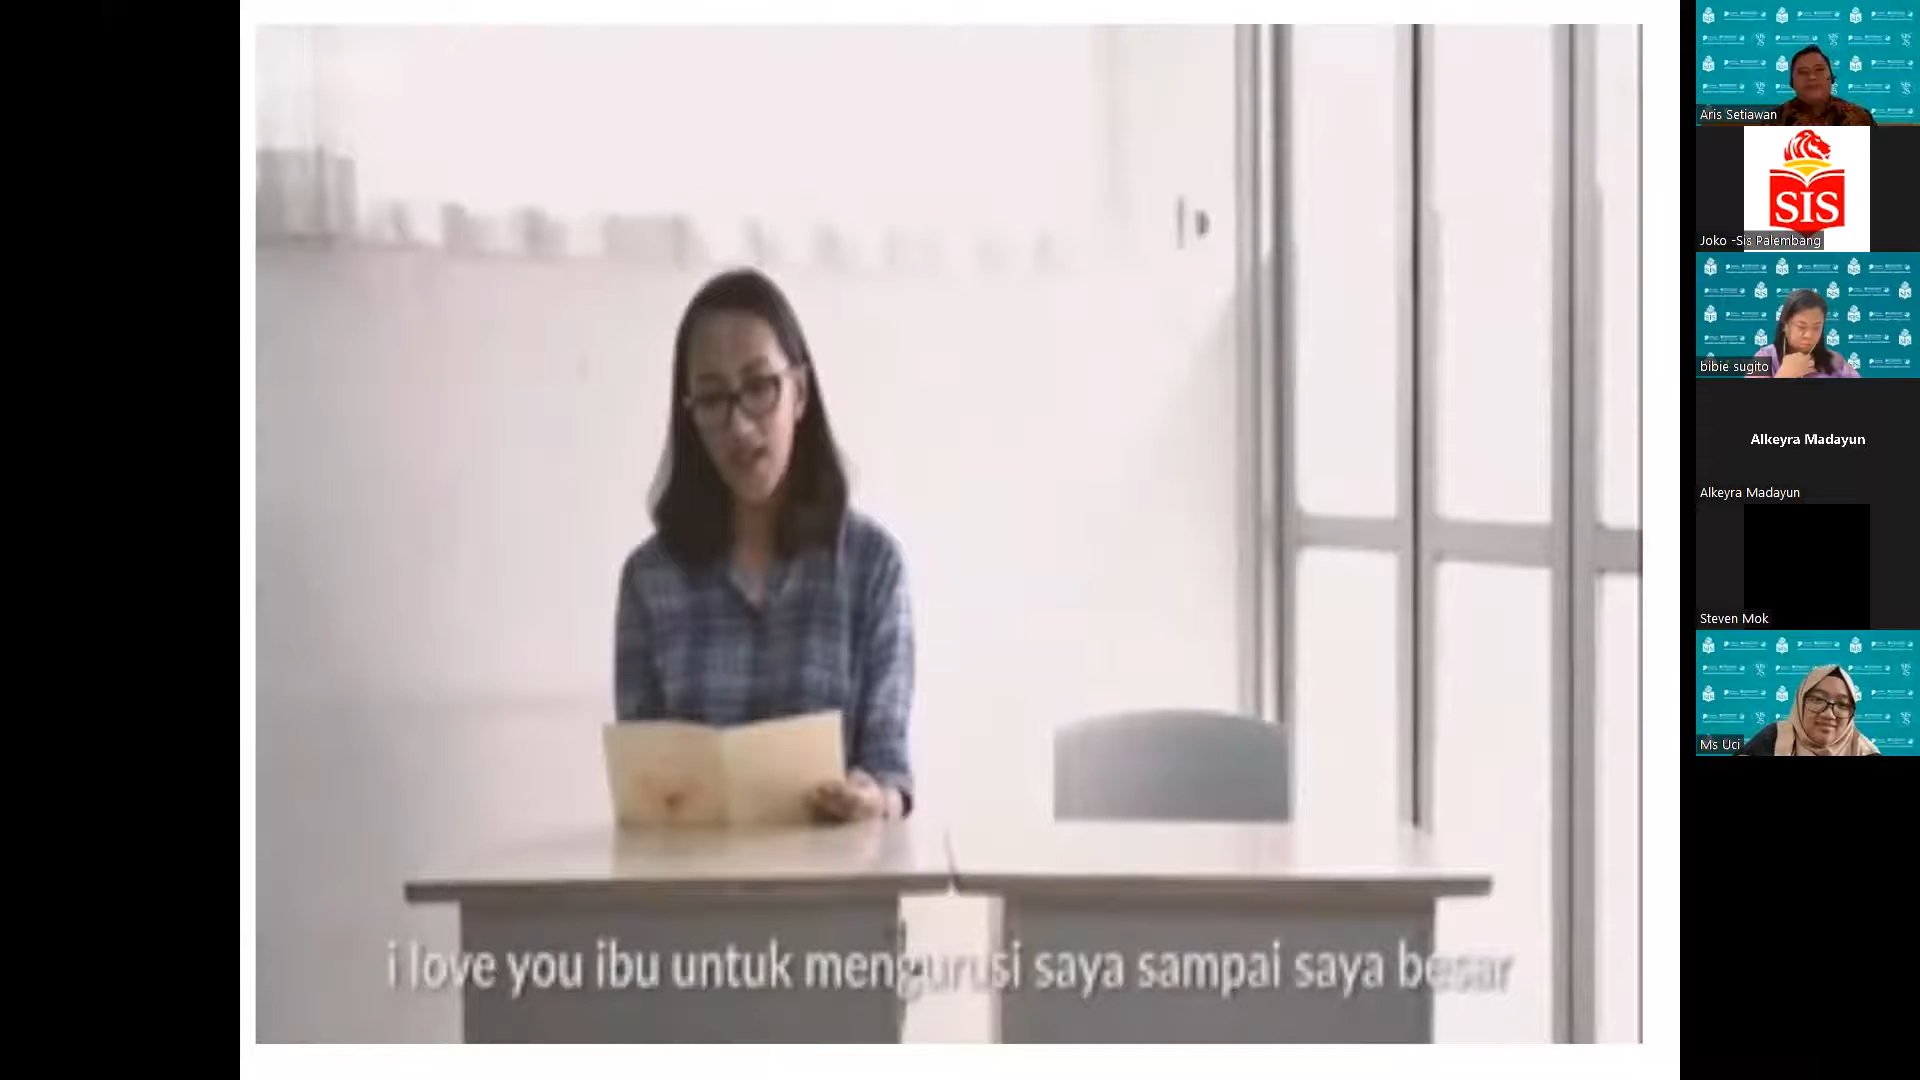 i love you ibu untuk mengurusi saya sampai saya besar
Aris Setiawan
SIS
Joko -Sis Palembang
bibie sugito
Alkeyra Madayun
Alkeyra Madayun
Steven Mok
Ms Uci